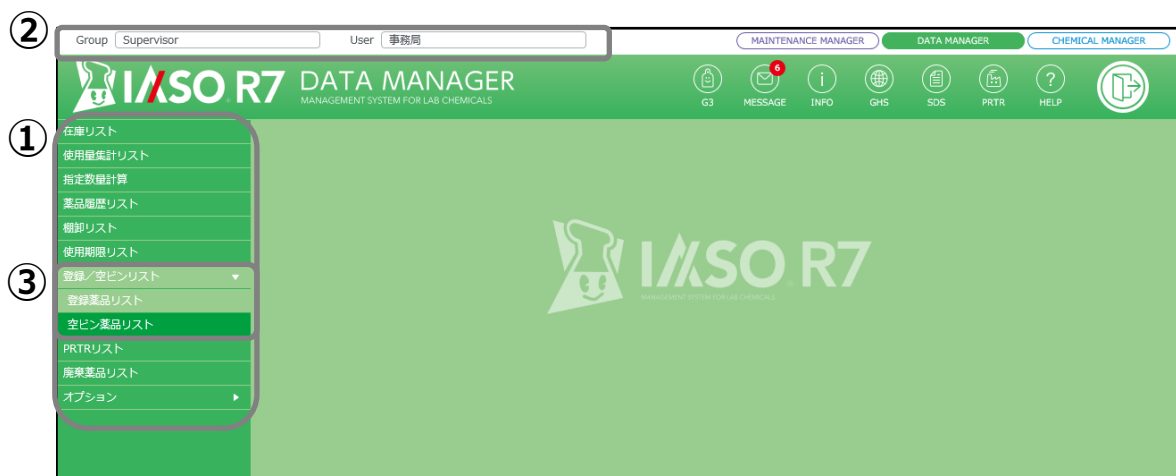 ②
Group Supervisor User 事務局 MAINTENANCE MANAGER DATA MANAGER CHEMICAL MANAGER
IASO R7 DATA MANAGER
MANAGEMENT SYSTEM FOR LAB CHEMICALS
6
G3 MESSAGE INFO GHS SDS PRTR HELP
①
在庫リスト
使用量集計リスト
指定数量計算
薬品履歴リスト
棚卸リスト
使用期限リスト
③
登録／空ビンリスト
登録薬品リスト
空ビン薬品リスト
PRTRリスト
廃棄薬品リスト
オプション
IASO R7
MANAGEMENT SYSTEM FOR LAB CHEMICALS